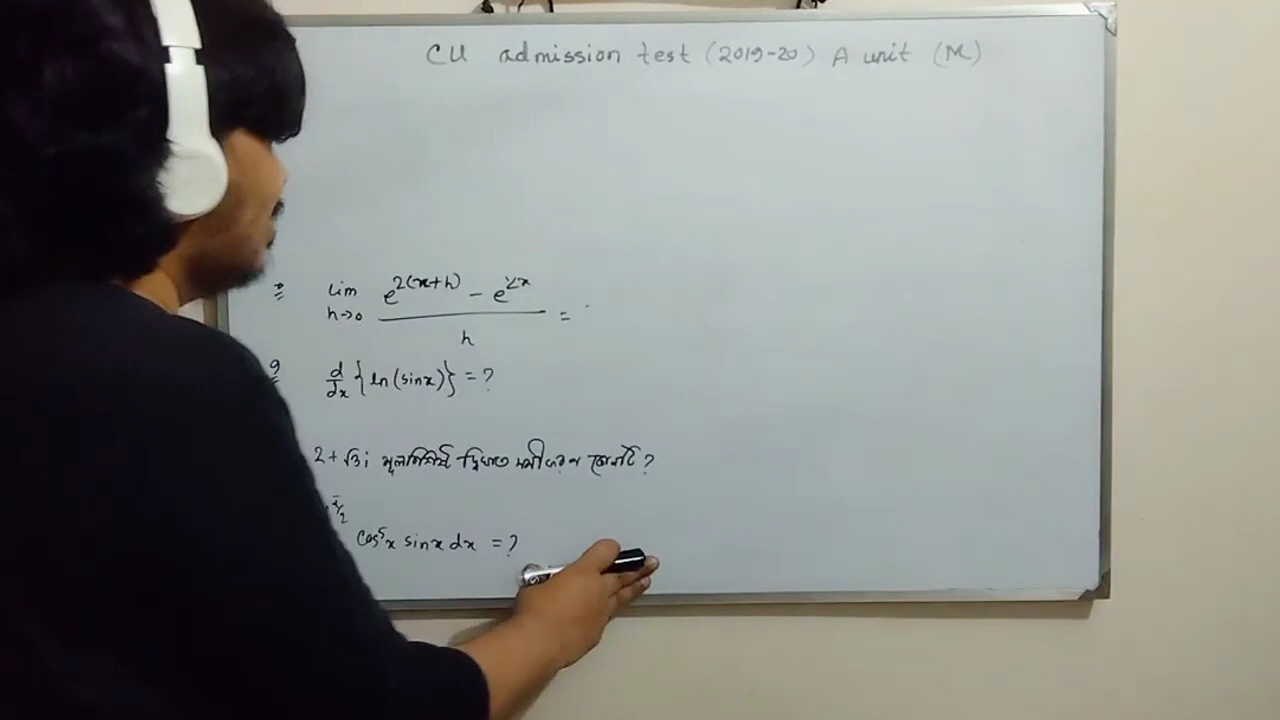 CU admission test (2019-20) A unit (M)
lim h→0 e^2(x+h) - e^2x / h =
9 d/dx {ln(sinx)} = ?
2+√3i মূলবিশিষ্ট দ্বিঘাত সমীকরণ কোনটি?
π/2 cos⁵x sinx dx = ?